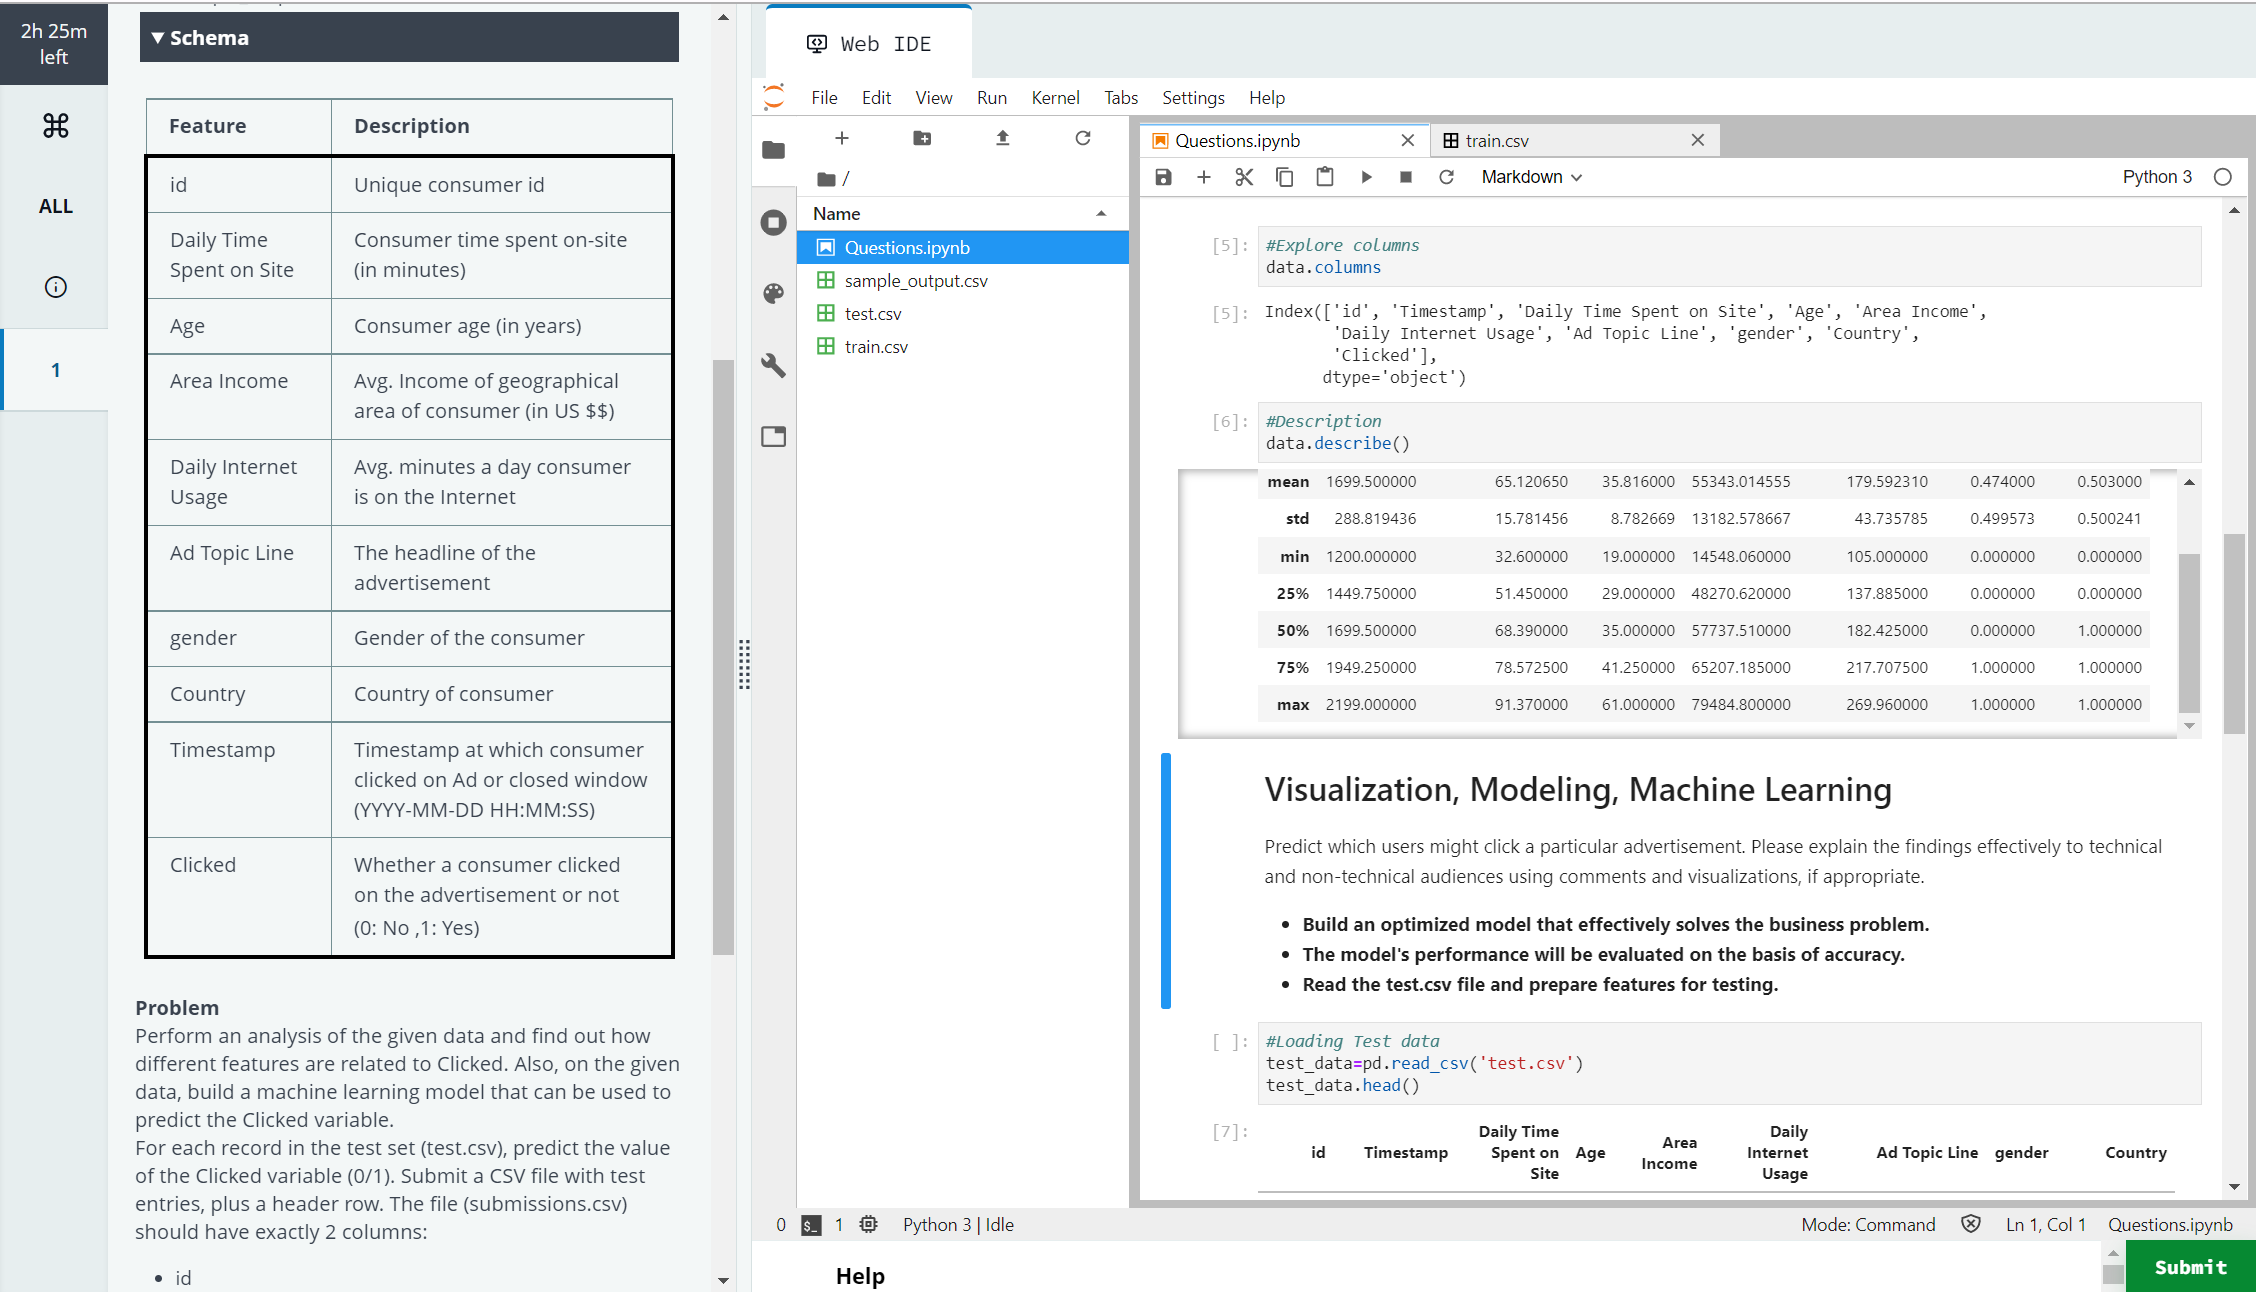 2h 25m
left
ALL
1
▼ Schema
Feature Description
id Unique consumer id
Daily Time Spent on Site Consumer time spent on-site (in minutes)
Age Consumer age (in years)
Area Income Avg. Income of geographical area of consumer (in US $$)
Daily Internet Usage Avg. minutes a day consumer is on the Internet
Ad Topic Line The headline of the advertisement
gender Gender of the consumer
Country Country of consumer
Timestamp Timestamp at which consumer clicked on Ad or closed window (YYYY-MM-DD HH:MM:SS)
Clicked Whether a consumer clicked on the advertisement or not (0: No ,1: Yes)
Problem
Perform an analysis of the given data and find out how
different features are related to Clicked. Also, on the given
data, build a machine learning model that can be used to
predict the Clicked variable.
For each record in the test set (test.csv), predict the value
of the Clicked variable (0/1). Submit a CSV file with test
entries, plus a header row. The file (submissions.csv)
should have exactly 2 columns:
• id
Web IDE
File Edit View Run Kernel Tabs Settings Help
/
Name
Questions.ipynb
sample_output.csv
test.csv
train.csv
Questions.ipynb train.csv
Markdown Python 3
[5]: #Explore columns
data.columns
[5]: Index(['id', 'Timestamp', 'Daily Time Spent on Site', 'Age', 'Area Income',
'Daily Internet Usage', 'Ad Topic Line', 'gender', 'Country',
'Clicked'],
dtype='object')
[6]: #Description
data.describe()
mean 1699.500000 65.120650 35.816000 55343.014555 179.592310 0.474000 0.503000
std 288.819436 15.781456 8.782669 13182.578667 43.735785 0.499573 0.500241
min 1200.000000 32.600000 19.000000 14548.060000 105.000000 0.000000 0.000000
25% 1449.750000 51.450000 29.000000 48270.620000 137.885000 0.000000 0.000000
50% 1699.500000 68.390000 35.000000 57737.510000 182.425000 0.000000 1.000000
75% 1949.250000 78.572500 41.250000 65207.185000 217.707500 1.000000 1.000000
max 2199.000000 91.370000 61.000000 79484.800000 269.960000 1.000000 1.000000
Visualization, Modeling, Machine Learning
Predict which users might click a particular advertisement. Please explain the findings effectively to technical
and non-technical audiences using comments and visualizations, if appropriate.
• Build an optimized model that effectively solves the business problem.
• The model's performance will be evaluated on the basis of accuracy.
• Read the test.csv file and prepare features for testing.
[ ]: #Loading Test data
test_data=pd.read_csv('test.csv')
test_data.head()
[7]:
id Timestamp Daily Time Spent on Site Age Area Income Daily Internet Usage Ad Topic Line gender Country
0 $_ 1 Python 3 | Idle Mode: Command Ln 1, Col 1 Questions.ipynb
Help
Submit